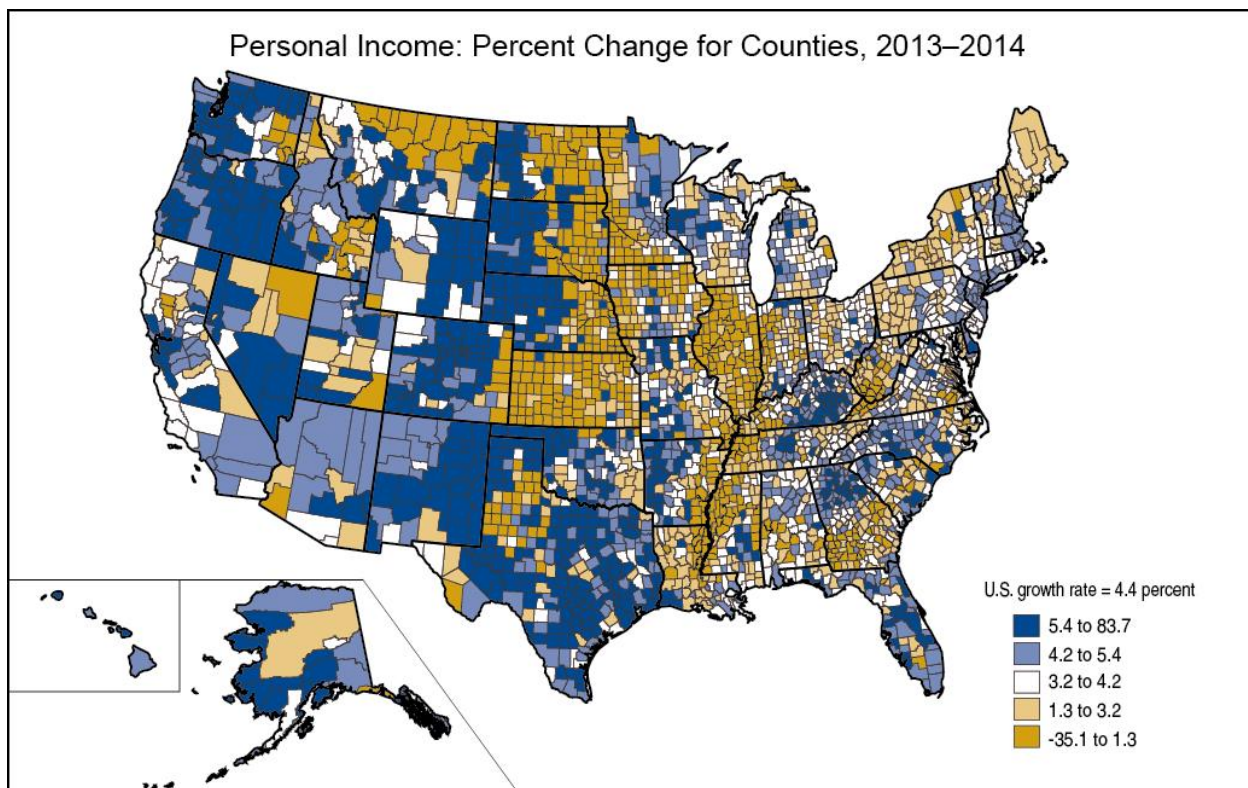 Personal Income: Percent Change for Counties, 2013–2014
U.S. growth rate = 4.4 percent
5.4 to 83.7
4.2 to 5.4
3.2 to 4.2
1.3 to 3.2
-35.1 to 1.3